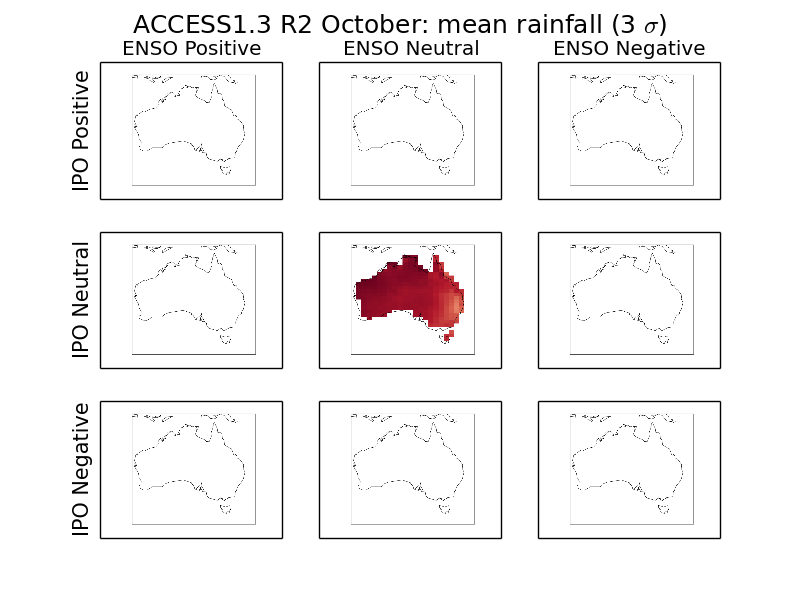 ACCESS1.3 R2 October: mean rainfall (3 σ)
ENSO Positive
ENSO Neutral
ENSO Negative
IPO Positive
IPO Neutral
IPO Negative